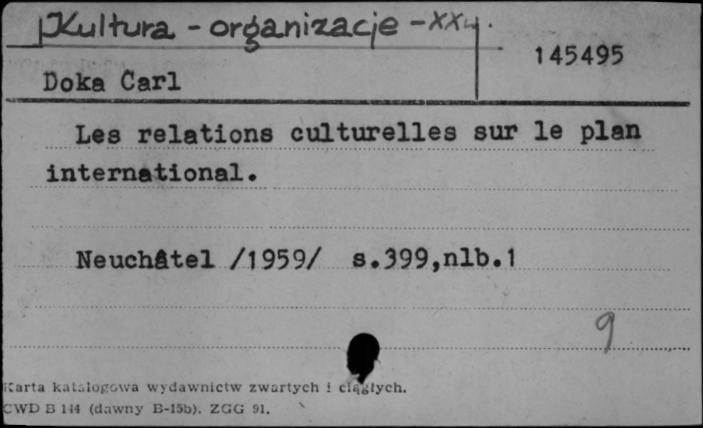 Kultura - organizacje - XX w.
145495
Doka Carl
Les relations culturelles sur le plan
international.
Neuchâtel /1959/ s.399,nlb.1
9
Karta katalogowa wydawnictw zwartych i ciągłych.
CWD B 144 (dawny B-15b). ZGG 91.